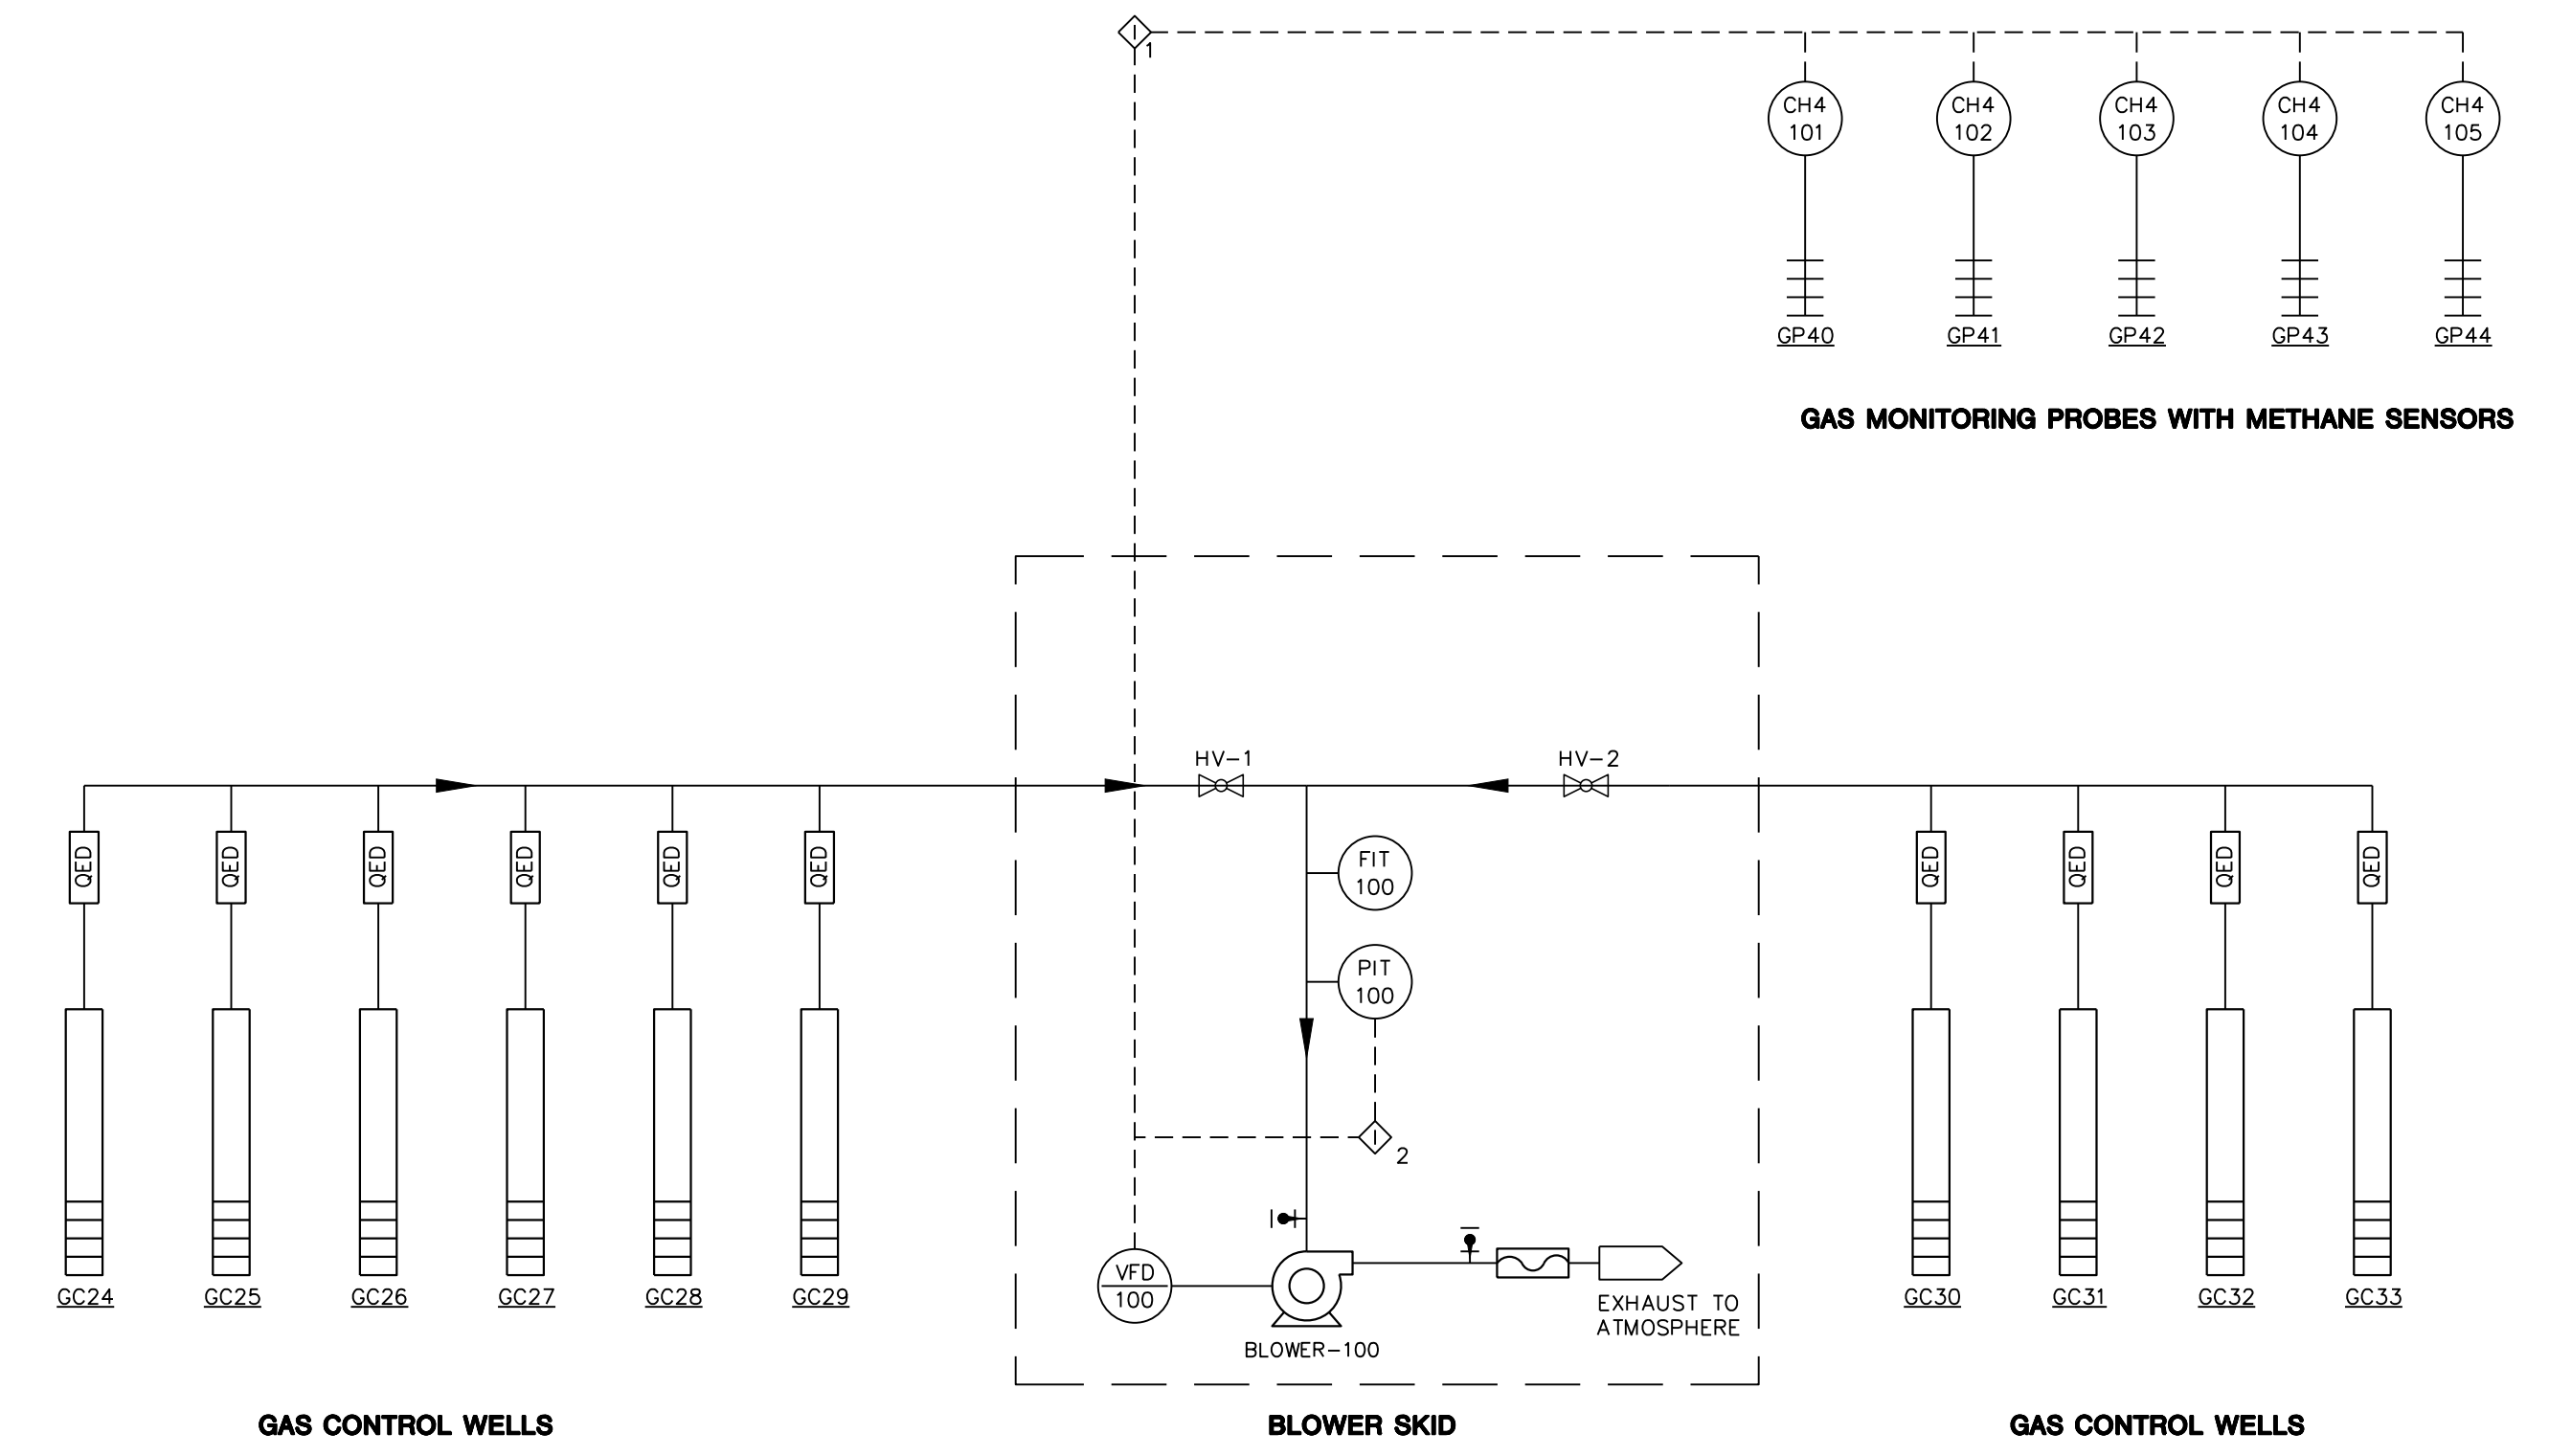 I
1
CH4
101
CH4
102
CH4
103
CH4
104
CH4
105
GP40
GP41
GP42
GP43
GP44
GAS MONITORING PROBES WITH METHANE SENSORS
HV-1
HV-2
QED
QED
QED
QED
QED
QED
FIT
100
PIT
100
QED
QED
QED
QED
I
2
VFD
100
BLOWER-100
EXHAUST TO
ATMOSPHERE
GC24
GC25
GC26
GC27
GC28
GC29
GC30
GC31
GC32
GC33
GAS CONTROL WELLS
BLOWER SKID
GAS CONTROL WELLS